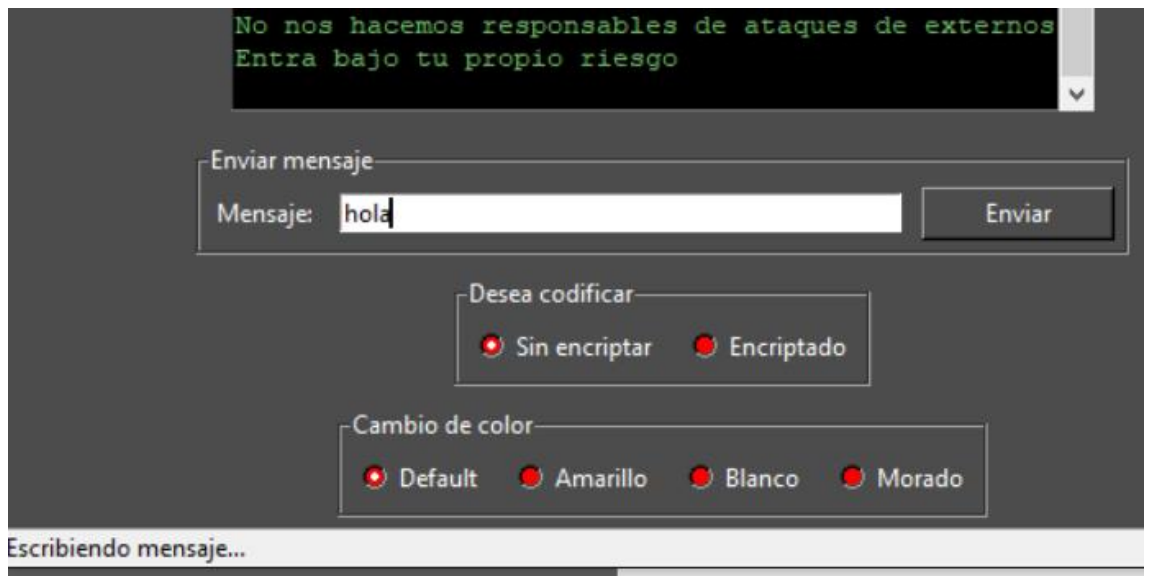 No nos hacemos responsables de ataques de externos
Entra bajo tu propio riesgo
Enviar mensaje
Mensaje: hola Enviar
Desea codificar
Sin encriptar Encriptado
Cambio de color
Default Amarillo Blanco Morado
Escribiendo mensaje...